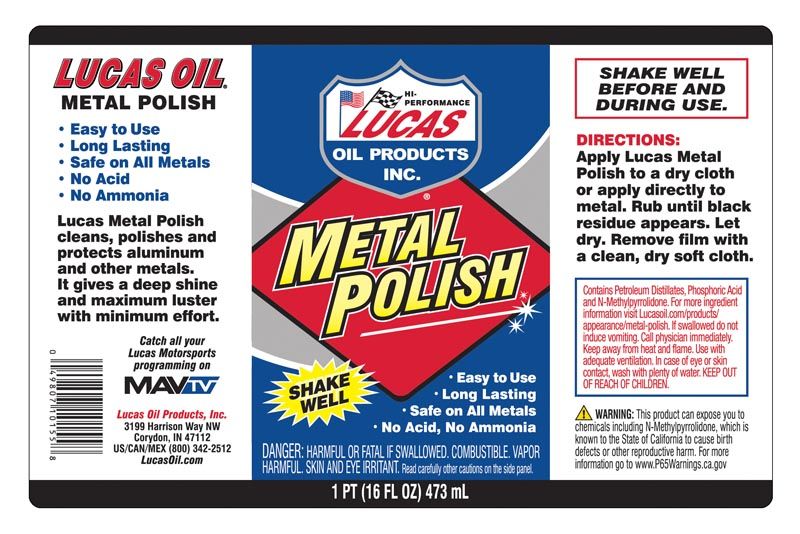 LUCAS OIL®
METAL POLISH
• Easy to Use
• Long Lasting
• Safe on All Metals
• No Acid
• No Ammonia
Lucas Metal Polish
cleans, polishes and
protects aluminum
and other metals.
It gives a deep shine
and maximum luster
with minimum effort.
Catch all your
Lucas Motorsports
programming on
MAVTV
Lucas Oil Products, Inc.
3199 Harrison Way NW
Corydon, IN 47112
US/CAN/MEX (800) 342-2512
LucasOil.com
0 49807 10155 8
HI-
PERFORMANCE
LUCAS
OIL PRODUCTS
INC.
®
METAL
POLISH
SHAKE
WELL
• Easy to Use
• Long Lasting
• Safe on All Metals
• No Acid, No Ammonia
DANGER: HARMFUL OR FATAL IF SWALLOWED. COMBUSTIBLE. VAPOR
HARMFUL. SKIN AND EYE IRRITANT. Read carefully other cautions on the side panel.
1 PT (16 FL OZ) 473 mL
SHAKE WELL
BEFORE AND
DURING USE.
DIRECTIONS:
Apply Lucas Metal
Polish to a dry cloth
or apply directly to
metal. Rub until black
residue appears. Let
dry. Remove film with
a clean, dry soft cloth.
Contains Petroleum Distillates, Phosphoric Acid
and N-Methylpyrrolidone. For more ingredient
information visit Lucasoil.com/products/
appearance/metal-polish. If swallowed do not
induce vomiting. Call physician immediately.
Keep away from heat and flame. Use with
adequate ventilation. In case of eye or skin
contact, wash with plenty of water. KEEP OUT
OF REACH OF CHILDREN.
WARNING: This product can expose you to
chemicals including N-Methylpyrrolidone, which is
known to the State of California to cause birth
defects or other reproductive harm. For more
information go to www.P65Warnings.ca.gov